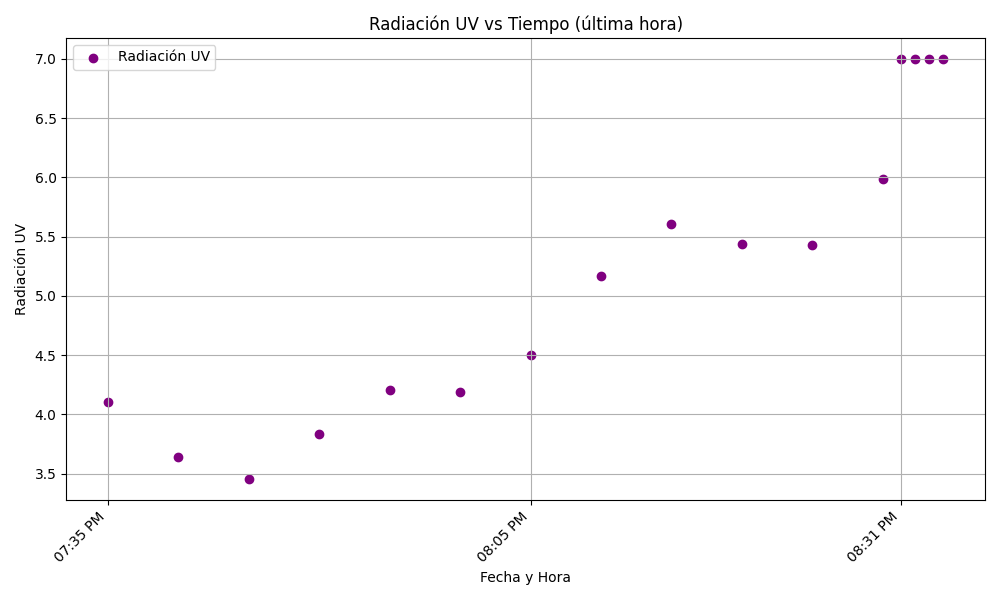 Radiación UV vs Tiempo (última hora)
Radiación UV
7.0
6.5
6.0
5.5
5.0
4.5
4.0
3.5
Radiación UV
07:35 PM
08:05 PM
08:31 PM
Fecha y Hora